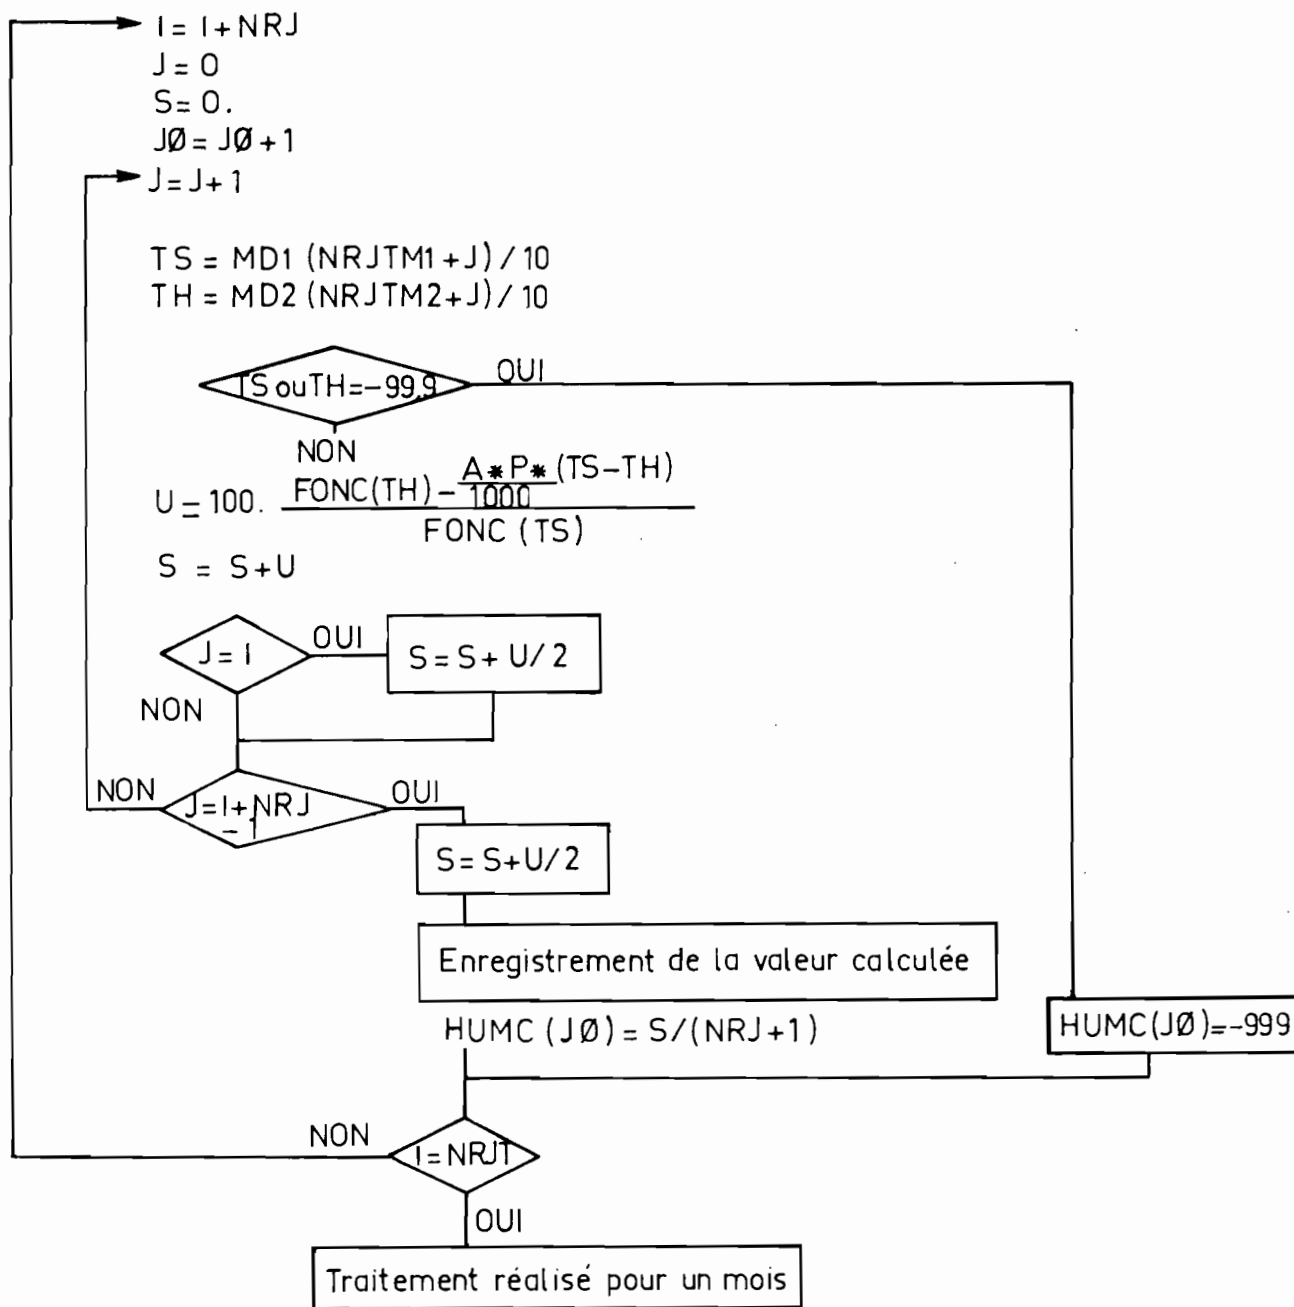 I = I+NRJ
J = 0
S = 0.
JØ = JØ+1
J = J+1
TS = MD1 (NRJTM1+J) / 10
TH = MD2 (NRJTM2+J) / 10
TS ou TH = -99.9
OUI
NON
A * P * (TS-TH)
U = 100. FONC(TH) - 1000
FONC (TS)
S = S+U
J = I
OUI
S = S + U/2
NON
NON
J = I+NRJ
- 1
OUI
S = S+U/2
Enregistrement de la valeur calculée
HUMC (JØ) = S/(NRJ+1)
HUMC(JØ)=-999
NON
I = NRJT
OUI
Traitement réalisé pour un mois